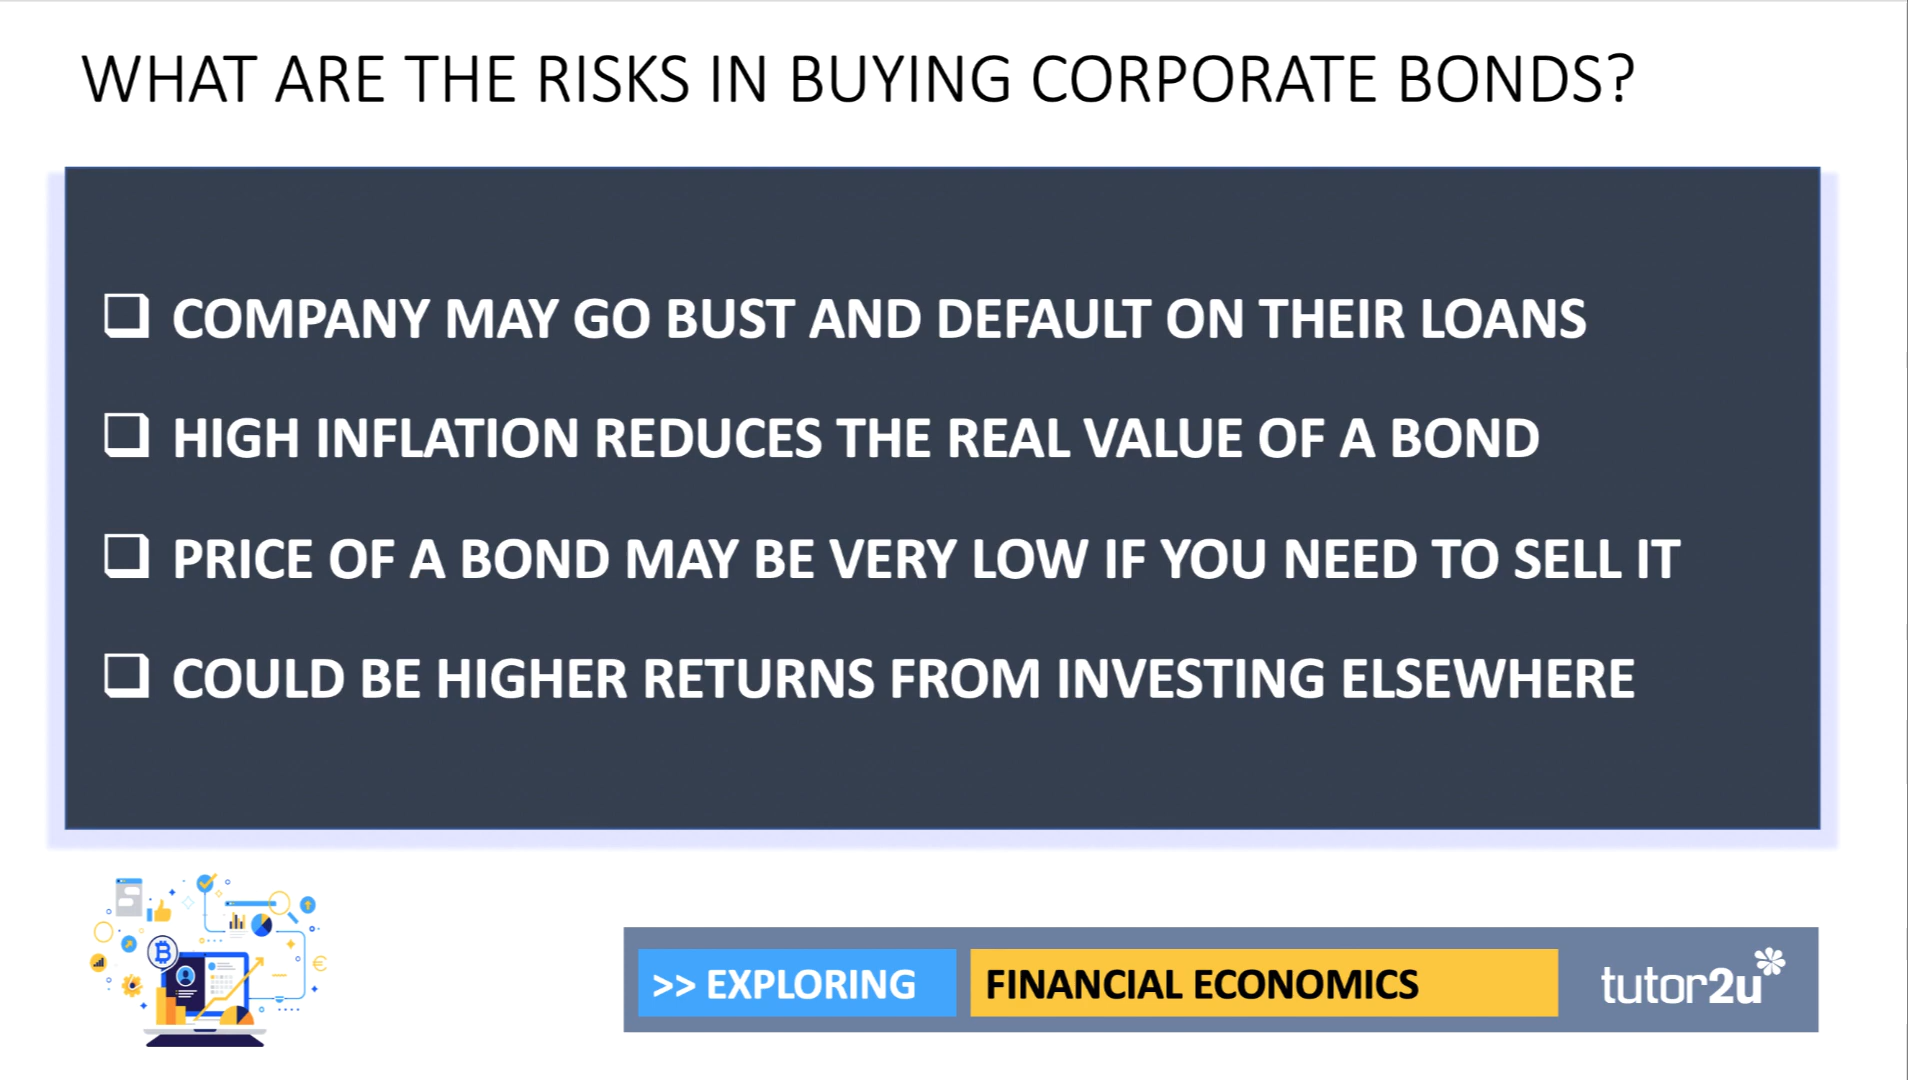 WHAT ARE THE RISKS IN BUYING CORPORATE BONDS?
❑ COMPANY MAY GO BUST AND DEFAULT ON THEIR LOANS
❑ HIGH INFLATION REDUCES THE REAL VALUE OF A BOND
❑ PRICE OF A BOND MAY BE VERY LOW IF YOU NEED TO SELL IT
❑ COULD BE HIGHER RETURNS FROM INVESTING ELSEWHERE
>> EXPLORING FINANCIAL ECONOMICS tutor2u